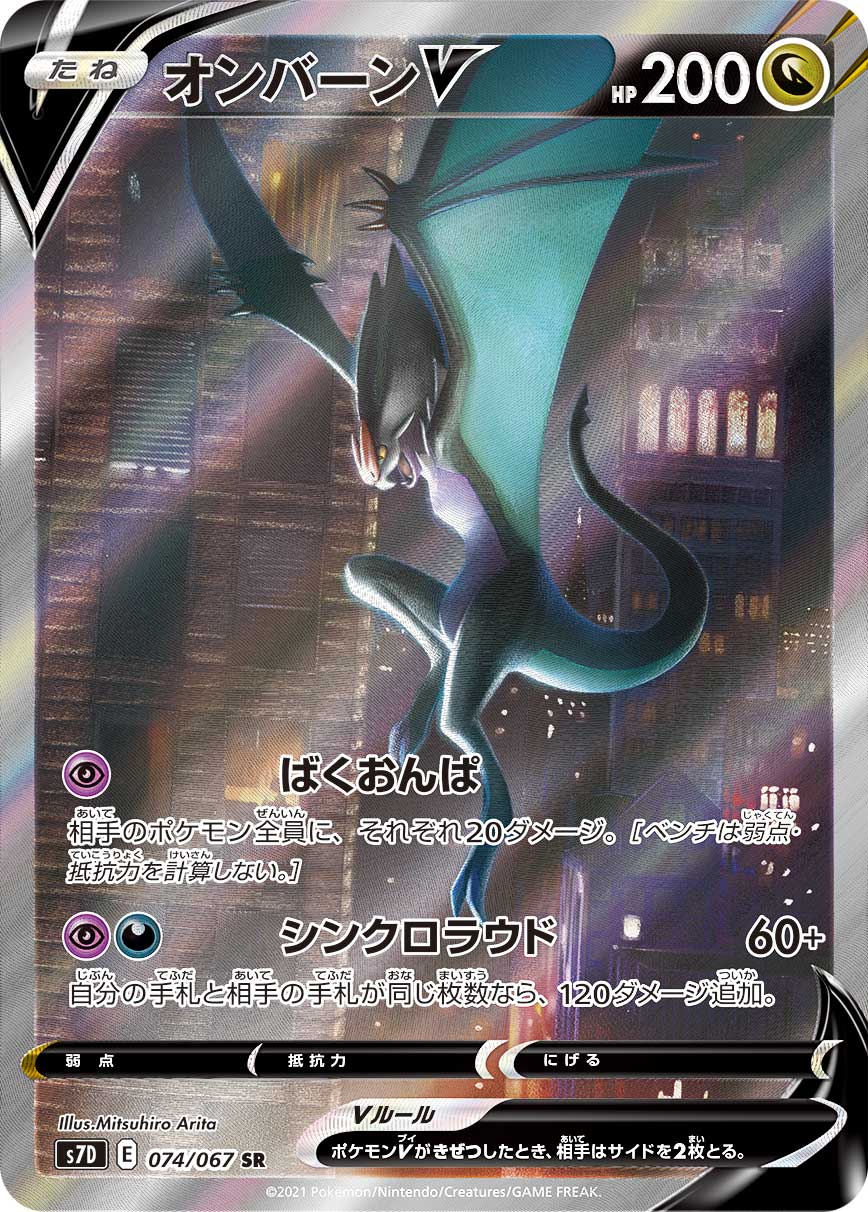 たね オンバーンV HP 200
ばくおんぱ
相手のポケモン全員に、それぞれ20ダメージ。[ベンチは弱点・
抵抗力を計算しない。]
シンクロラウド 60+
自分の手札と相手の手札が同じ枚数なら、120ダメージ追加。
弱点 抵抗力 にげる
Illus.Mitsuhiro Arita
Vルール
ポケモンVがきぜつしたとき、相手はサイドを2枚とる。
s7D E 074/067 SR
©2021 Pokémon/Nintendo/Creatures/GAME FREAK.